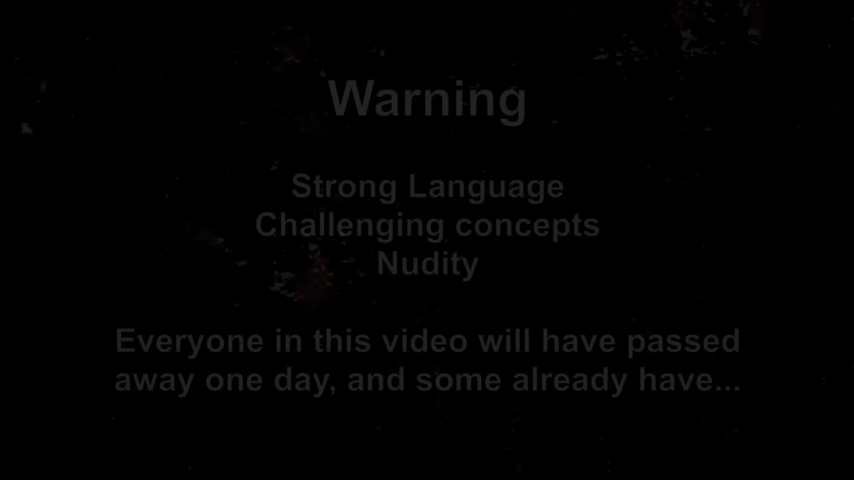 Warning
Strong Language
Challenging concepts
Nudity
Everyone in this video will have passed
away one day, and some already have...